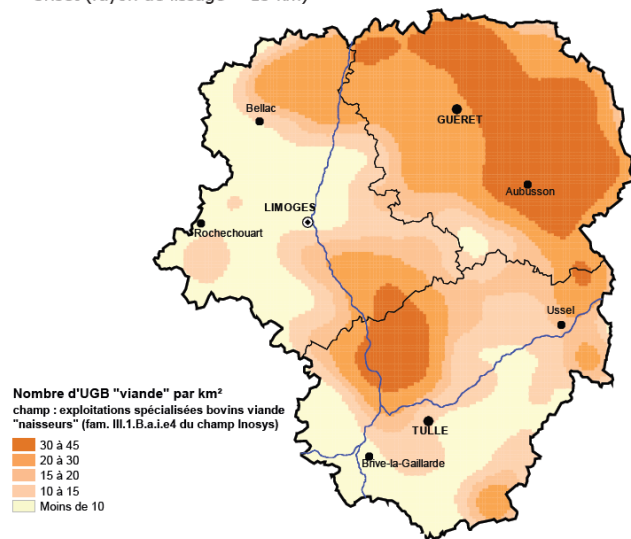 Bellac
GUÉRET
Aubusson
LIMOGES
Rochechouart
Ussel
TULLE
Brive-la-Gaillarde
Nombre d'UGB "viande" par km²
champ : exploitations spécialisées bovins viande
"naisseurs" (fam. III.1.B.a.i.e4 du champ Inosys)
30 à 45
20 à 30
15 à 20
10 à 15
Moins de 10